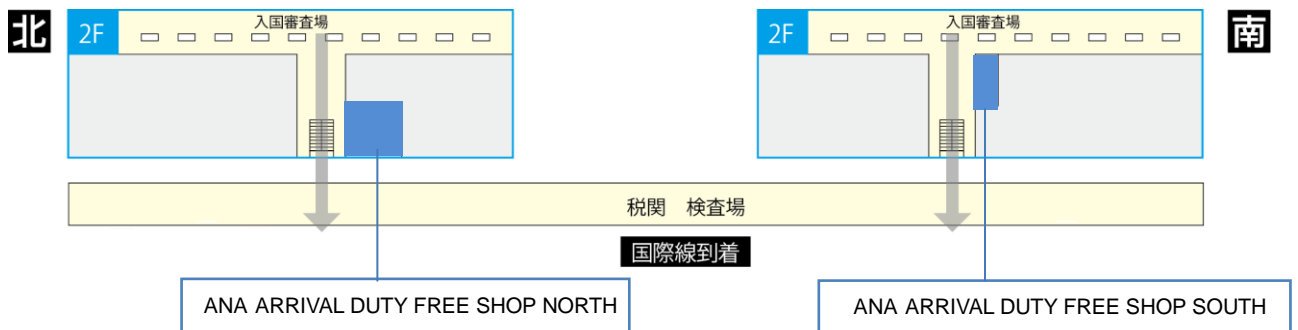 北
2F
入国審査場
2F
入国審査場
南
税関　検査場
国際線到着
ANA ARRIVAL DUTY FREE SHOP NORTH
ANA ARRIVAL DUTY FREE SHOP SOUTH